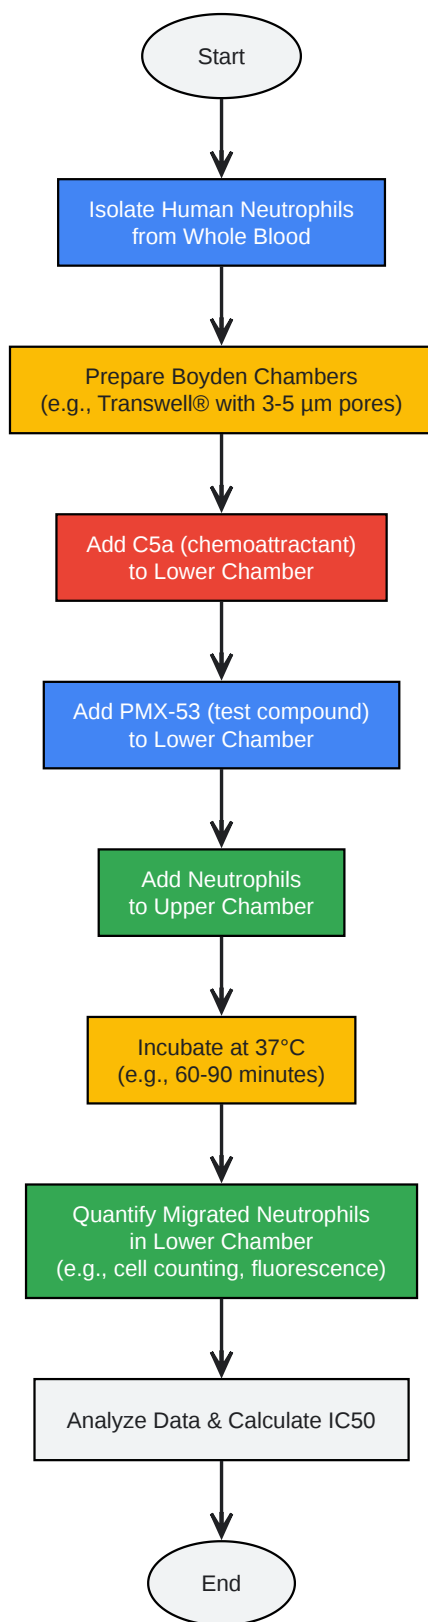 Start
Isolate Human Neutrophils
from Whole Blood
Prepare Boyden Chambers
(e.g., Transwell® with 3-5 µm pores)
Add C5a (chemoattractant)
to Lower Chamber
Add PMX-53 (test compound)
to Lower Chamber
Add Neutrophils
to Upper Chamber
Incubate at 37°C
(e.g., 60-90 minutes)
Quantify Migrated Neutrophils
in Lower Chamber
(e.g., cell counting, fluorescence)
Analyze Data & Calculate IC50
End